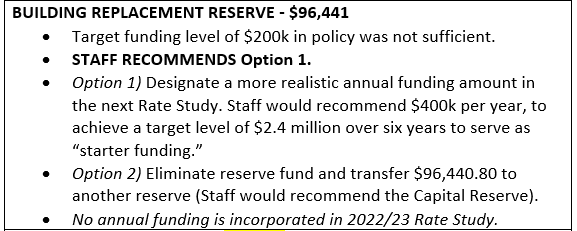 BUILDING REPLACEMENT RESERVE - $96,441
• Target funding level of $200k in policy was not sufficient.
• STAFF RECOMMENDS Option 1.
• Option 1) Designate a more realistic annual funding amount in
the next Rate Study. Staff would recommend $400k per year, to
achieve a target level of $2.4 million over six years to serve as
“starter funding.”
• Option 2) Eliminate reserve fund and transfer $96,440.80 to
another reserve (Staff would recommend the Capital Reserve).
• No annual funding is incorporated in 2022/23 Rate Study.